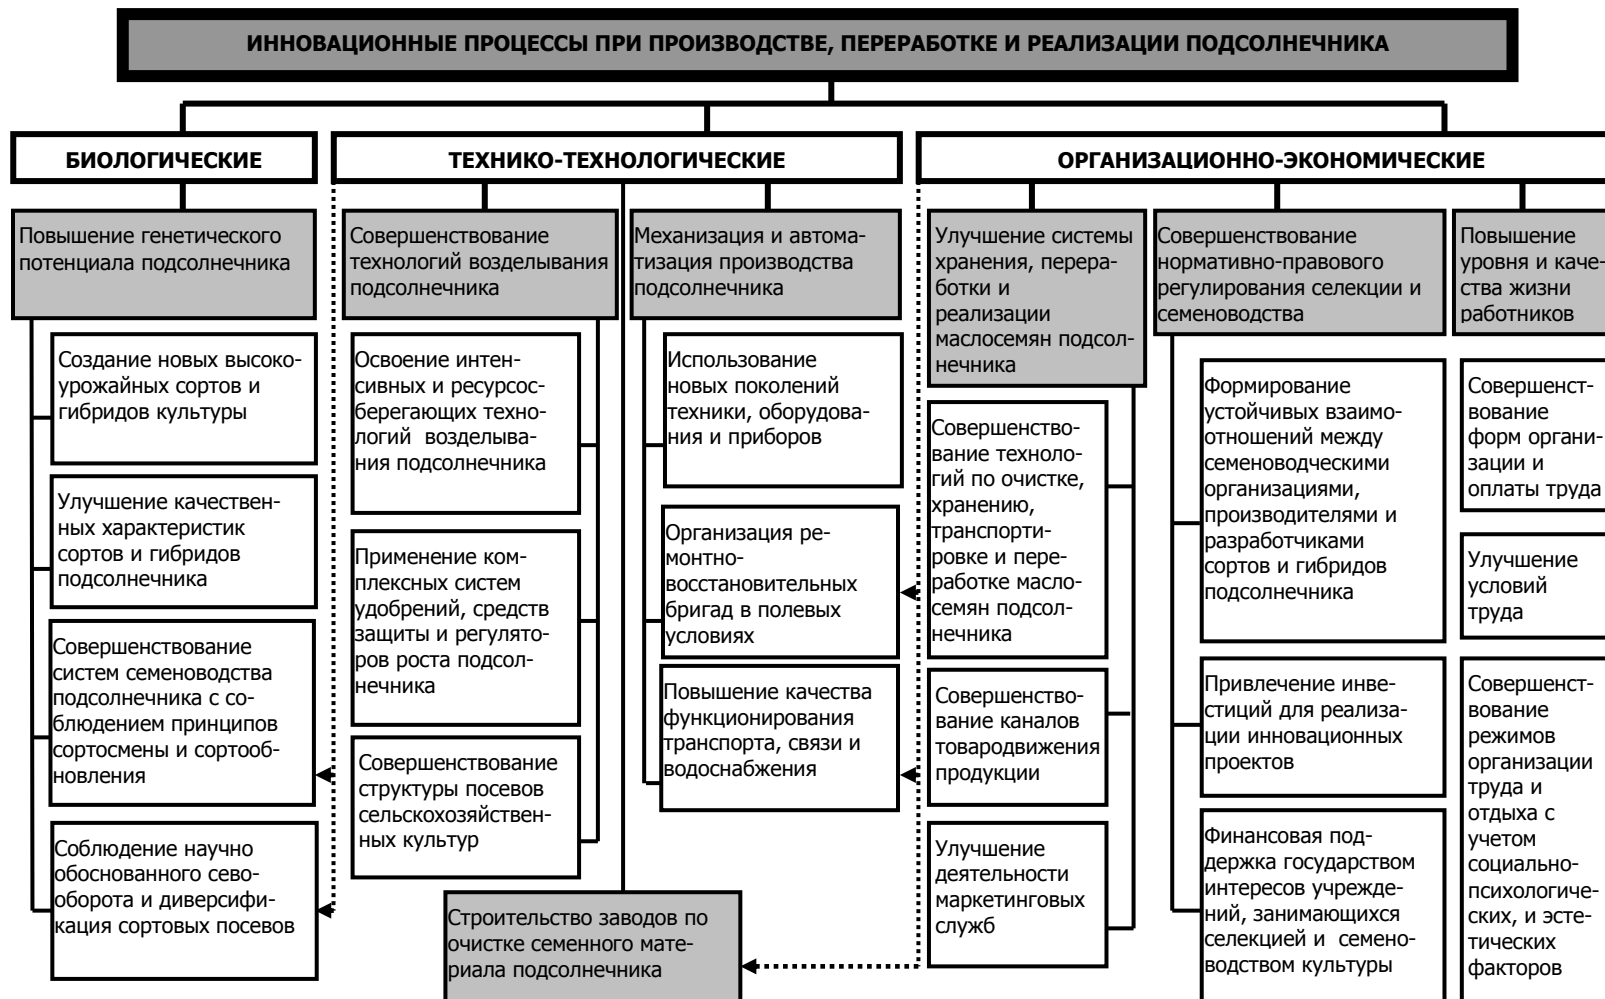 ИННОВАЦИОННЫЕ ПРОЦЕССЫ ПРИ ПРОИЗВОДСТВЕ, ПЕРЕРАБОТКЕ И РЕАЛИЗАЦИИ ПОДСОЛНЕЧНИКА
БИОЛОГИЧЕСКИЕ
ТЕХНИКО-ТЕХНОЛОГИЧЕСКИЕ
ОРГАНИЗАЦИОННО-ЭКОНОМИЧЕСКИЕ
Повышение генетического
потенциала подсолнечника
Создание новых высоко-
урожайных сортов и
гибридов культуры
Улучшение качествен-
ных характеристик
сортов и гибридов
подсолнечника
Совершенствование
систем семеноводства
подсолнечника с со-
блюдением принципов
сортосмены и сортооб-
новления
Соблюдение научно
обоснованного сево-
оборота и диверсифи-
кация сортовых посевов
Совершенствование
технологий возделывания
подсолнечника
Освоение интен-
сивных и ресурсос-
берегающих техно-
логий возделыва-
ния подсолнечника
Применение ком-
плексных систем
удобрений, средств
защиты и регулято-
ров роста подсол-
нечника
Совершенствование
структуры посевов
сельскохозяйствен-
ных культур
Механизация и автома-
тизация производства
подсолнечника
Использование
новых поколений
техники, оборудова-
ния и приборов
Организация ре-
монтно-
восстановительных
бригад в полевых
условиях
Повышение качества
функционирования
транспорта, связи и
водоснабжения
Строительство заводов по
очистке семенного мате-
риала подсолнечника
Улучшение системы
хранения, перера-
ботки и
реализации
маслосемян подсол-
нечника
Совершенство-
вание техноло-
гий по очистке,
хранению,
транспорти-
ровке и пере-
работке масло-
семян подсол-
нечника
Совершенство-
вание каналов
товародвижения
продукции
Улучшение
деятельности
маркетинговых
служб
Совершенствование
нормативно-правового
регулирования селекции и
семеноводства
Формирование
устойчивых взаимо-
отношений между
семеноводческими
организациями,
производителями и
разработчиками
сортов и гибридов
подсолнечника
Привлечение инве-
стиций для реализа-
ции инновационных
проектов
Финансовая под-
держка государством
интересов учрежде-
ний, занимающихся
селекцией и семено-
водством культуры
Повышение
уровня и каче-
ства жизни
работников
Совершенст-
вование
форм органи-
зации и
оплаты труда
Улучшение
условий
труда
Совершенст-
вование
режимов
организации
труда и
отдыха с
учетом
социально-
психологиче-
ских, и эсте-
тических
факторов